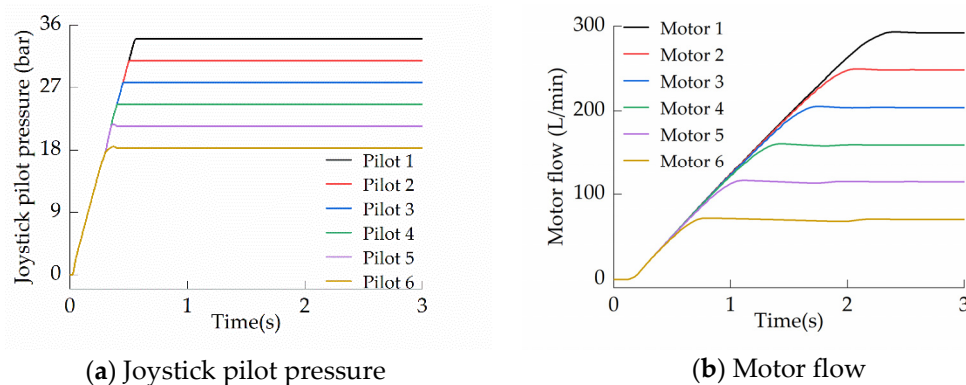 Joystick pilot pressure (bar)
36
27
18
9
0
Pilot 1
Pilot 2
Pilot 3
Pilot 4
Pilot 5
Pilot 6
0 1 2 3
Time(s)
(a) Joystick pilot pressure
Motor flow (L/min)
300
200
100
0
Motor 1
Motor 2
Motor 3
Motor 4
Motor 5
Motor 6
0 1 2 3
Time(s)
(b) Motor flow